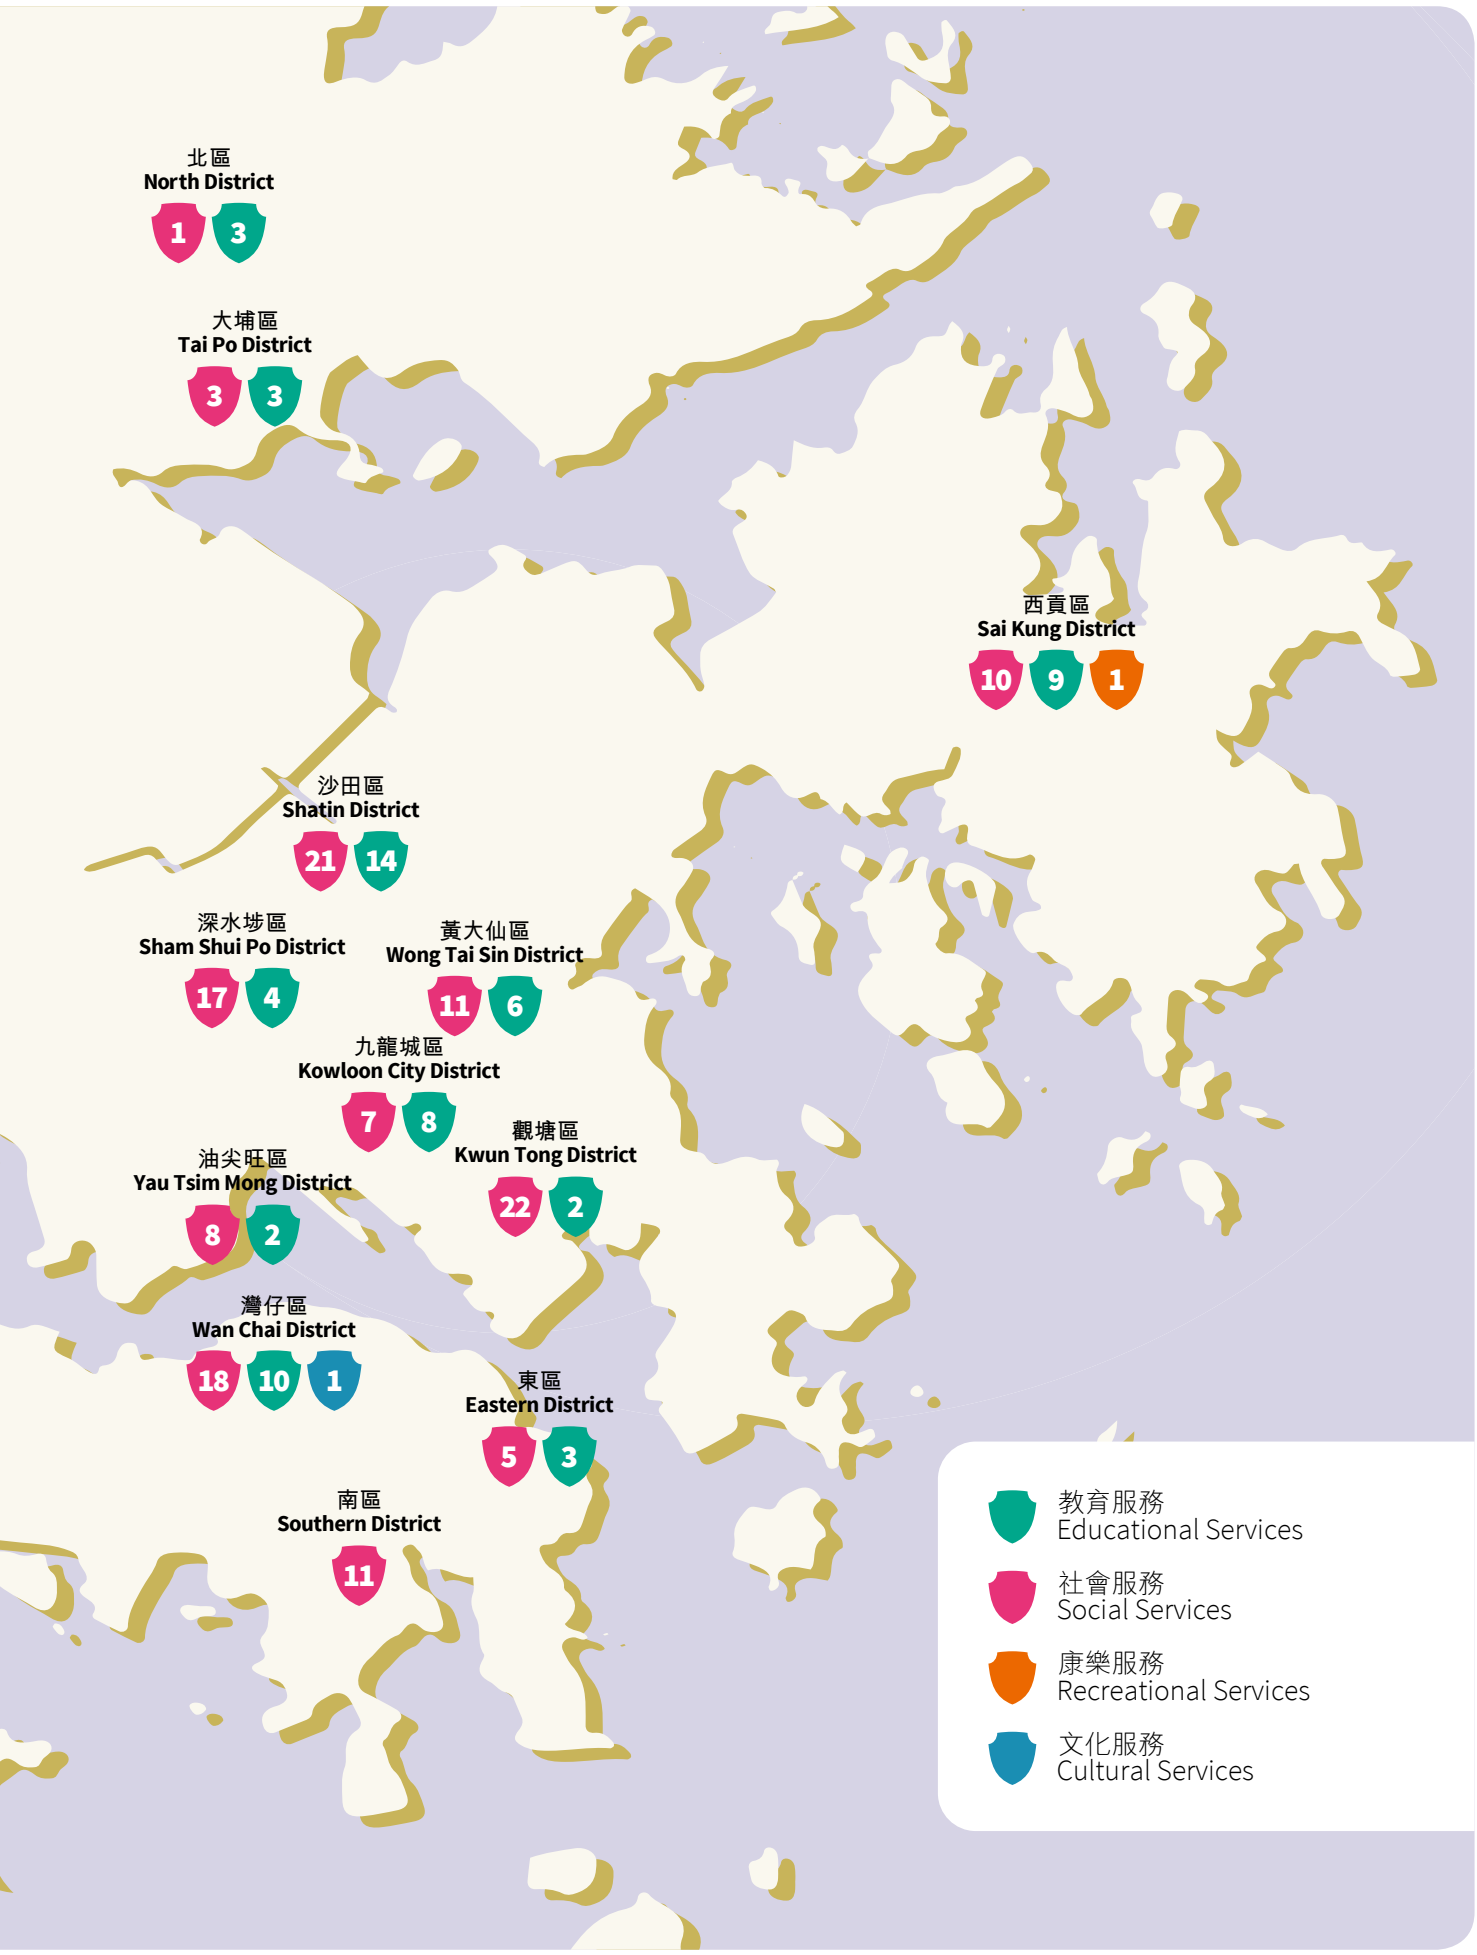 北區
North District
1 3
大埔區
Tai Po District
3 3
西貢區
Sai Kung District
10 9 1
沙田區
Shatin District
21 14
深水埗區
Sham Shui Po District
17 4
黃大仙區
Wong Tai Sin District
11 6
九龍城區
Kowloon City District
7 8
觀塘區
Kwun Tong District
22 2
油尖旺區
Yau Tsim Mong District
8 2
灣仔區
Wan Chai District
18 10 1
東區
Eastern District
5 3
南區
Southern District
11
教育服務
Educational Services
社會服務
Social Services
康樂服務
Recreational Services
文化服務
Cultural Services